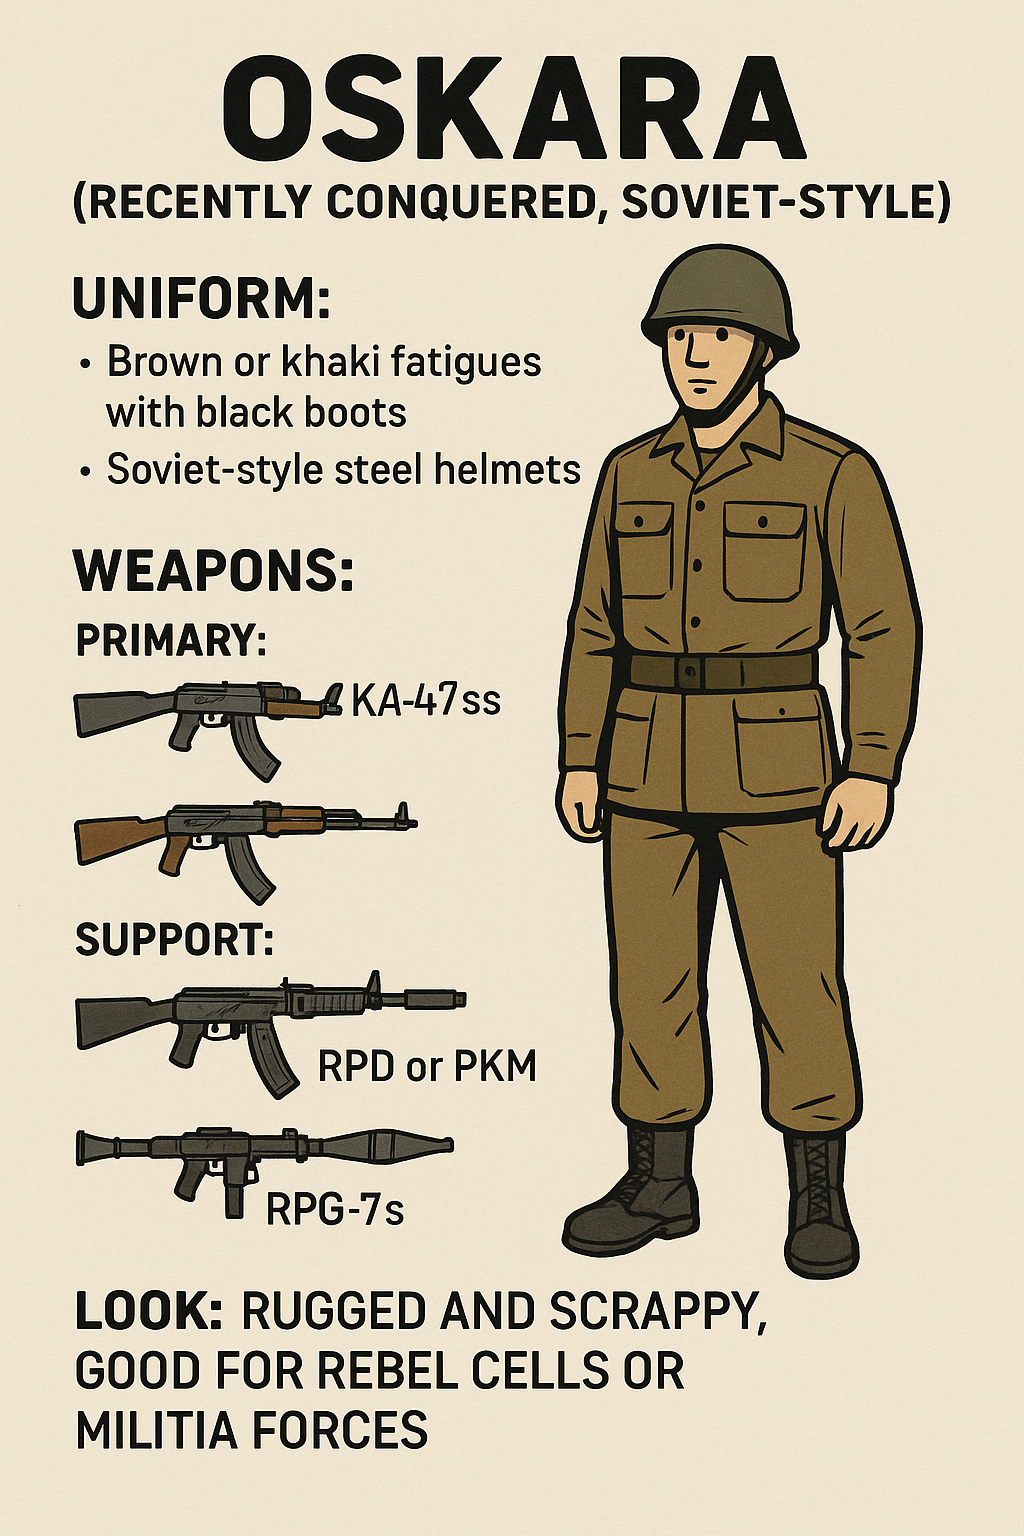 OSKARA
(RECENTLY CONQUERED, SOVIET-STYLE)
UNIFORM:
• Brown or khaki fatigues
with black boots
• Soviet-style steel helmets
WEAPONS:
PRIMARY:
KA-47ss
SUPPORT:
RPD or PKM
RPG-7s
LOOK: RUGGED AND SCRAPPY,
GOOD FOR REBEL CELLS OR
MILITIA FORCES